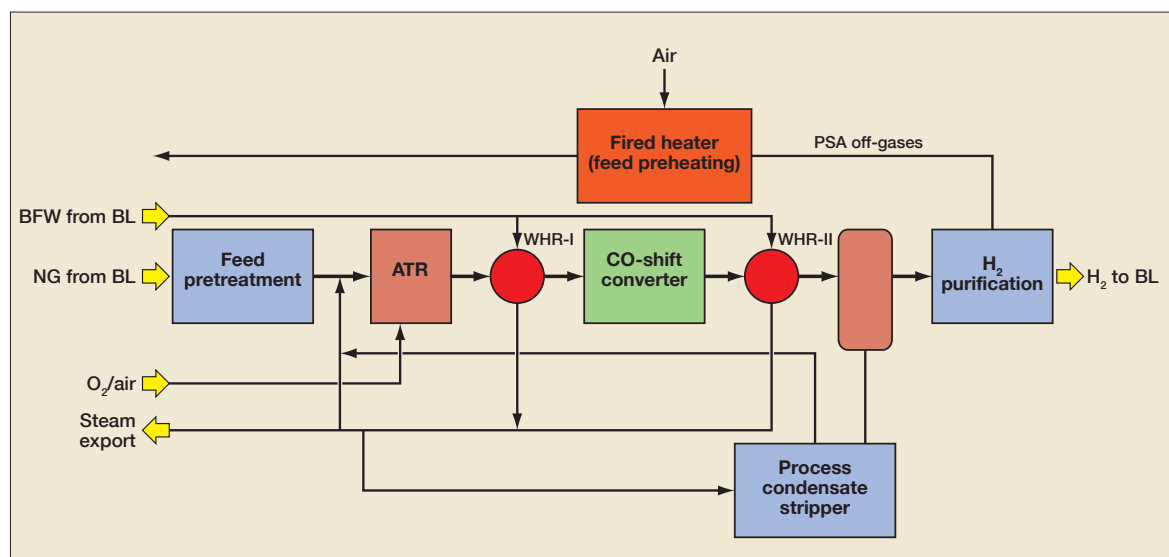 Air
Fired heater
(feed preheating)
PSA off-gases
BFW from BL
WHR-I
WHR-II
NG from BL
Feed
pretreatment
ATR
CO-shift
converter
H₂
purification
H₂ to BL
O₂/air
Steam
export
Process
condensate
stripper